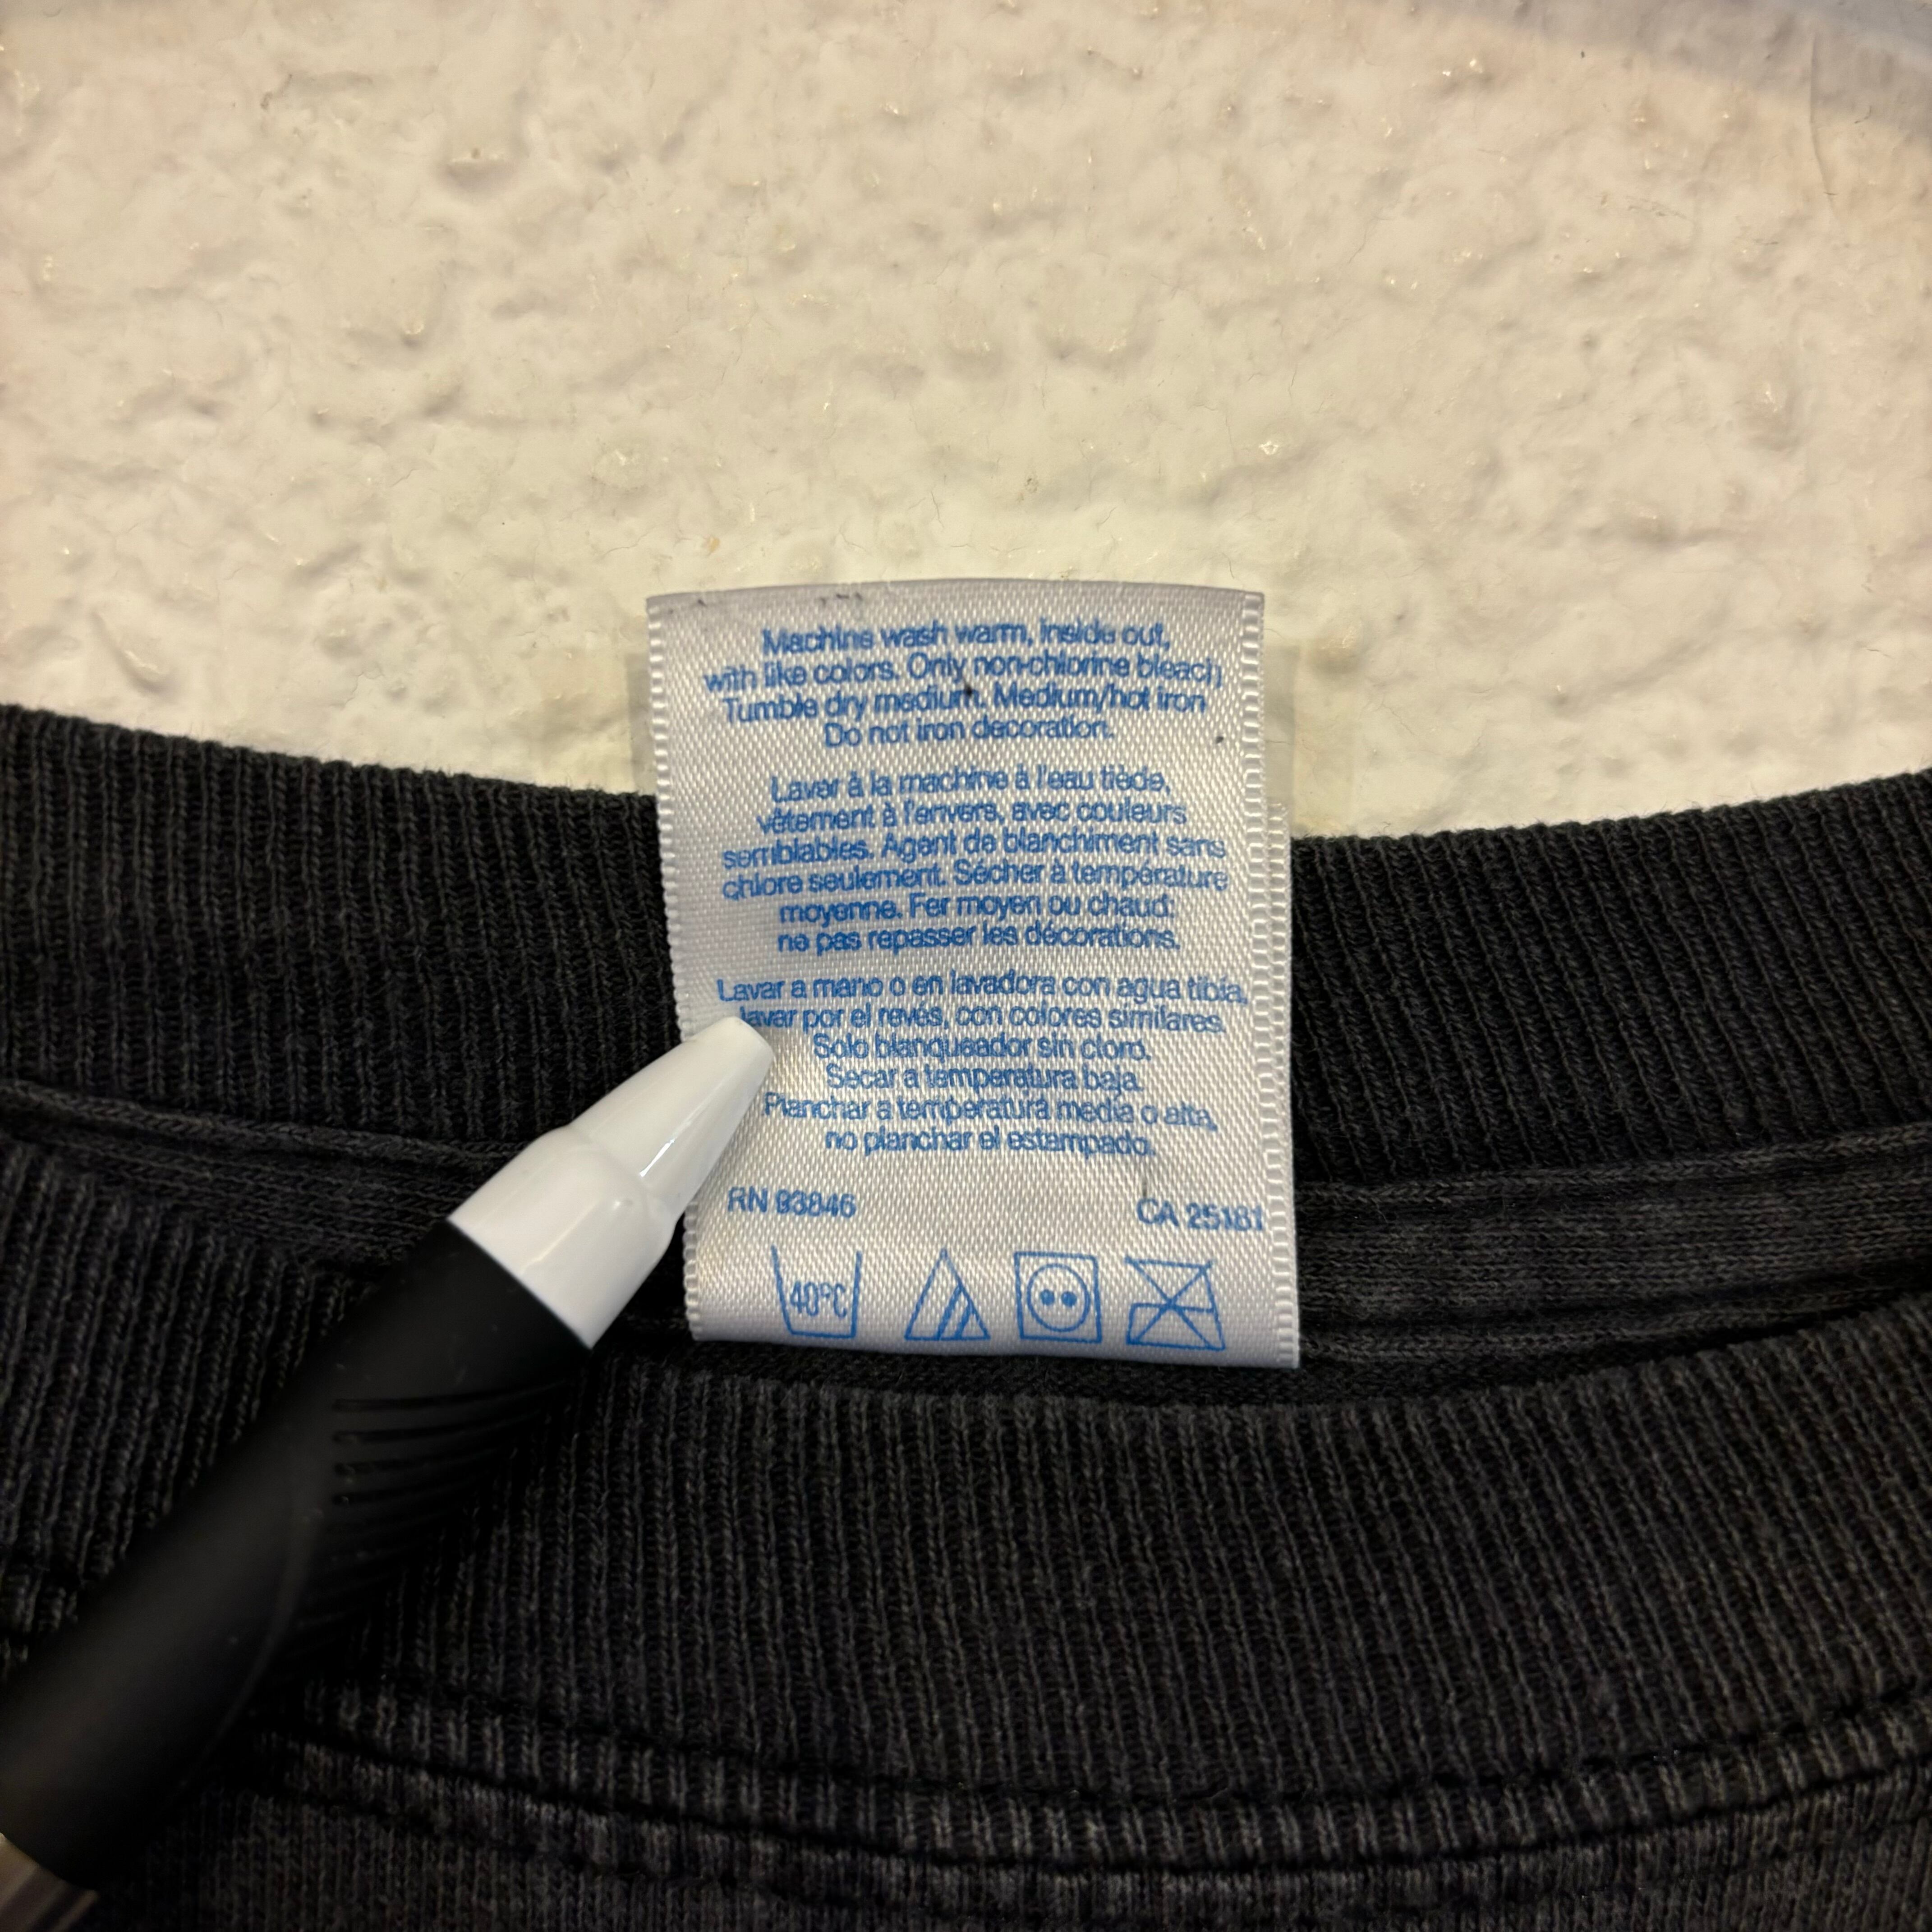 Machine wash warm, inside out,
with like colors. Only non-chlorine bleach
Tumble dry medium. Medium/hot iron
Do not iron decoration.
Laver à la machine à l'eau tiède,
vêtement à l'envers, avec couleurs
semblables. Agent de blanchiment sans
chlore seulement. Sécher à température
moyenne. Fer moyen ou chaud;
ne pas repasser les décorations.
Lavar a mano o en lavadora con agua tibia,
lavar por el reves, con colores similares.
Solo blanqueador sin cloro.
Secar a temperatura baja.
Planchar a temperatura media o alta,
no planchar el estampado.
RN 93846 CA 25181
40°C